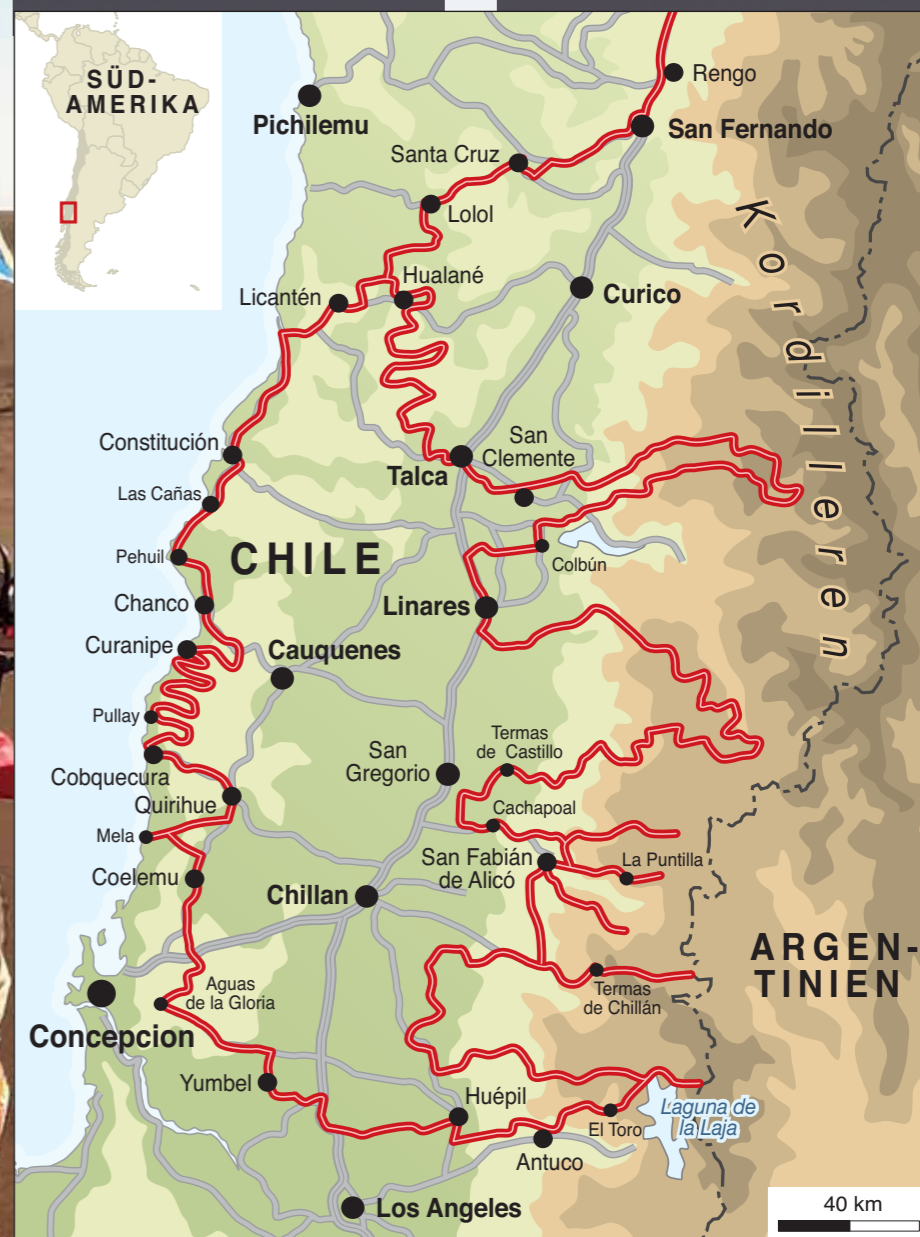 SÜD-
AMERIKA
Rengo
Pichilemu
San Fernando
Santa Cruz
Lolol
Kordilleren
Hualané
Licantén
Curico
Constitución
San
Clemente
Talca
Las Cañas
CHILE
Pehuil
Colbún
Chanco
Linares
Curanipe
Cauquenes
Pullay
Termas
de Castillo
San
Gregorio
Cobquecura
Quirihue
Cachapoal
Mela
San Fabián
de Alicó
La Puntilla
Coelemu
Chillan
ARGEN-
TINIEN
Aguas
de la Gloria
Termas
de Chillán
Concepcion
Yumbel
Huépil
Laguna de
la Laja
El Toro
Antuco
Los Angeles
40 km